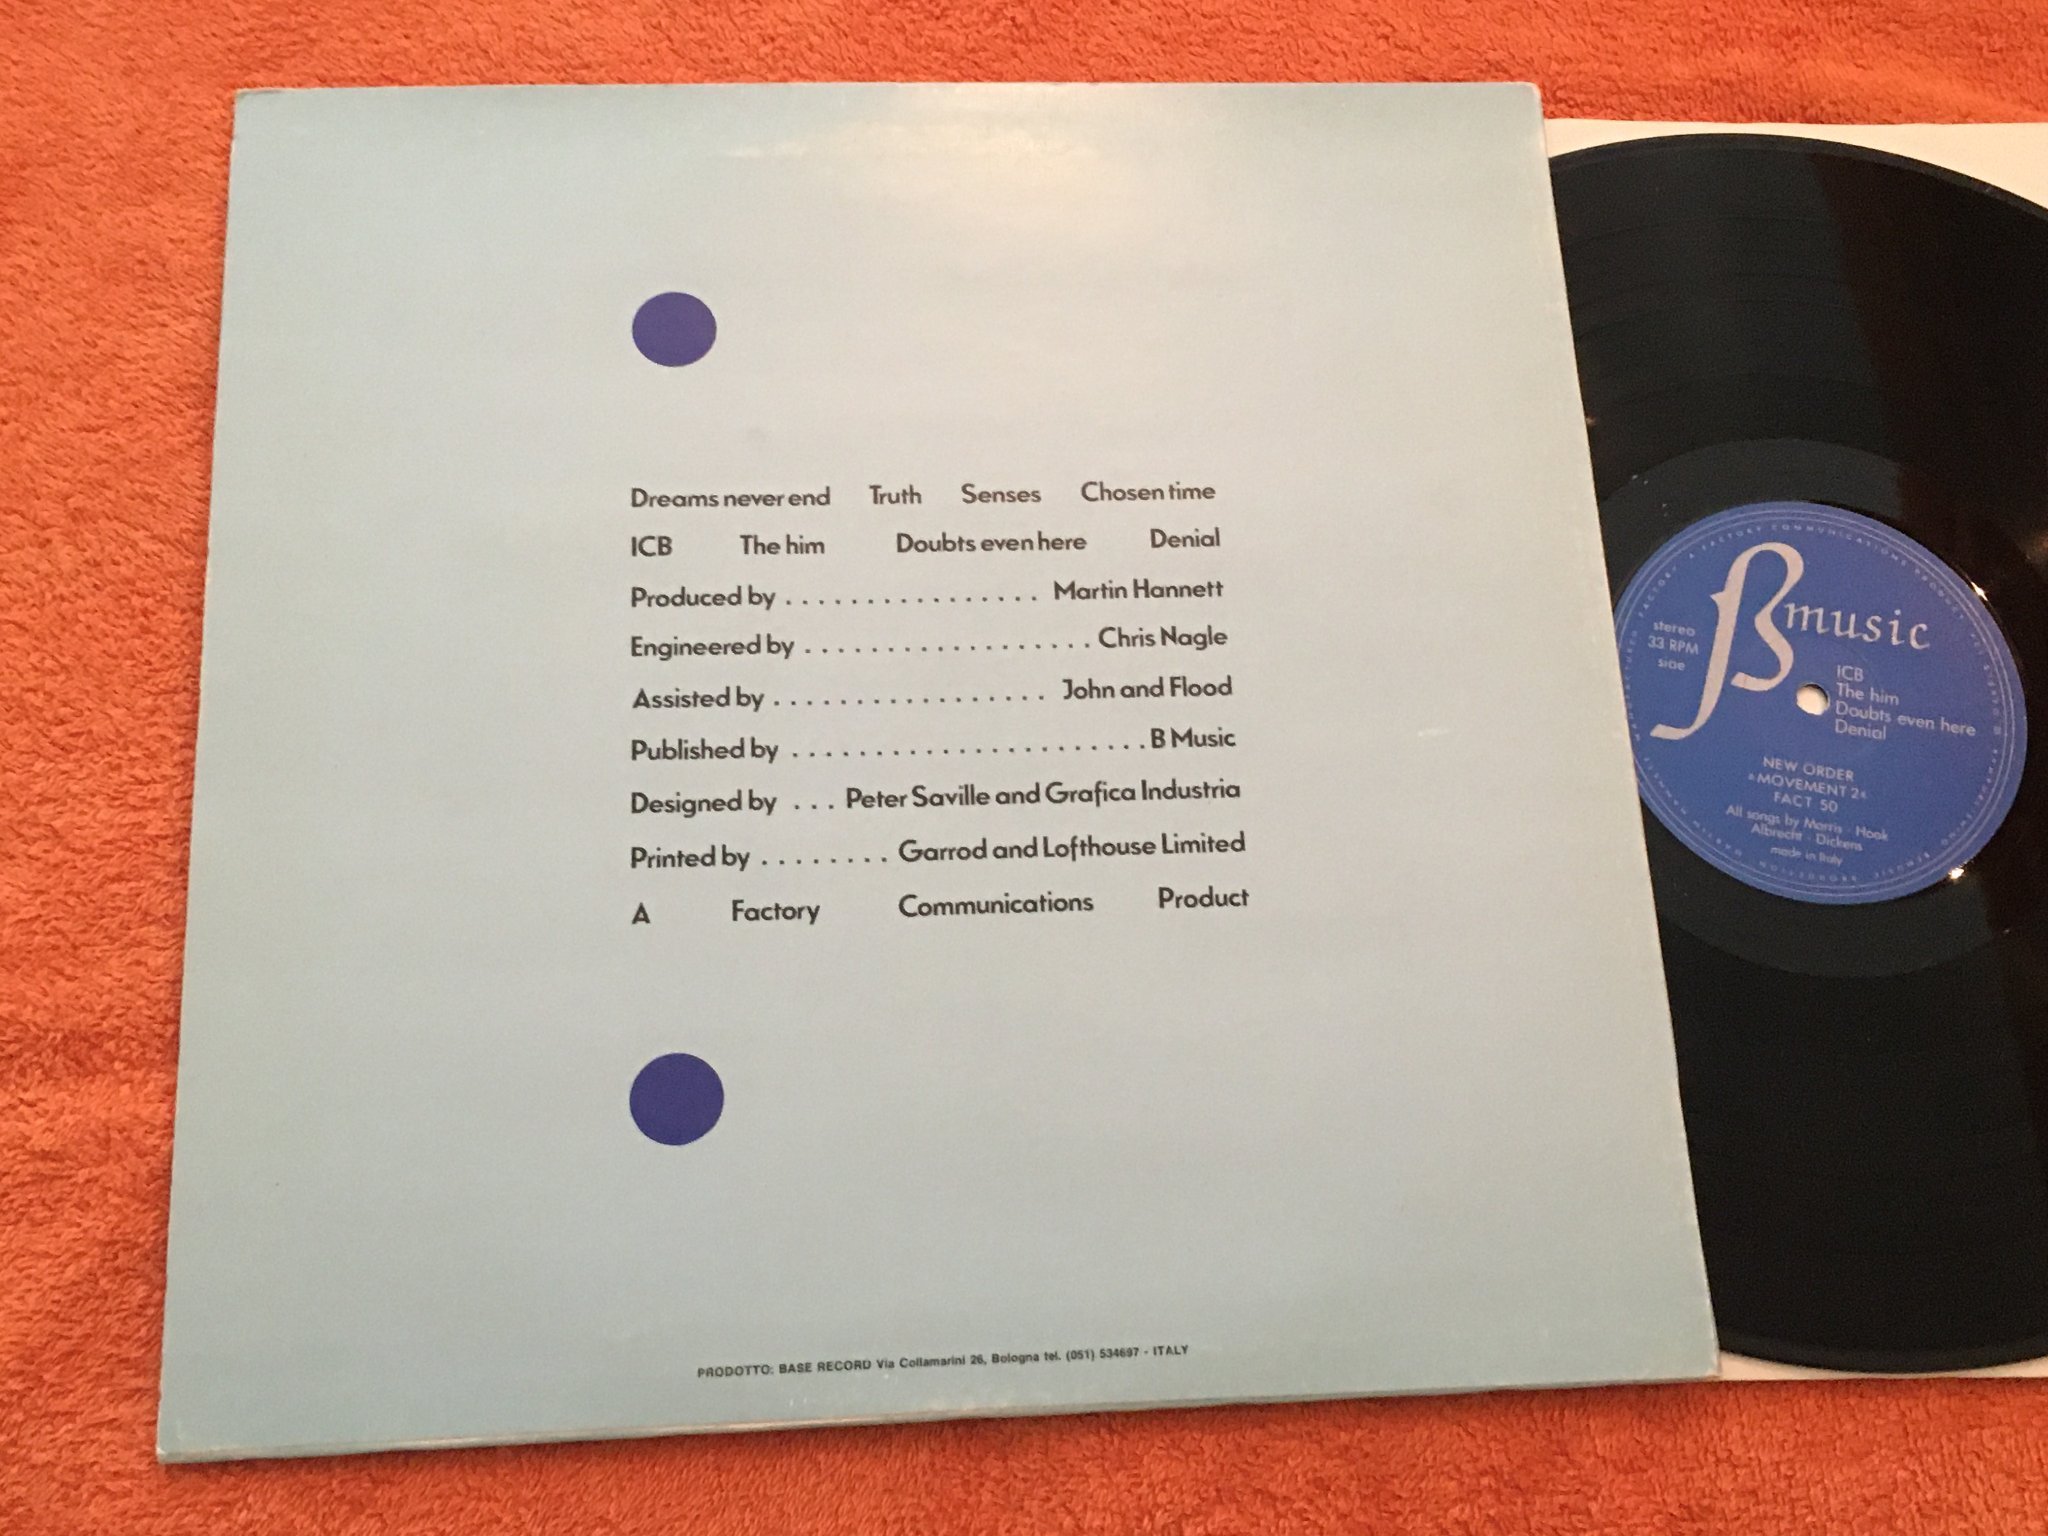 Dreams never end Truth Senses Chosen time
ICB The him Doubts even here Denial
Produced by . . . . . . . . . . . . . . . . Martin Hannett
Engineered by . . . . . . . . . . . . . . . . . . Chris Nagle
Assisted by . . . . . . . . . . . . . . . . . John and Flood
Published by . . . . . . . . . . . . . . . . . . . . . . B Music
Designed by . . . Peter Saville and Grafica Industria
Printed by . . . . . . . . Garrod and Lofthouse Limited
A Factory Communications Product
PRODOTTO: BASE RECORD Via Collamarini 26, Bologna tel. (051) 534697 - ITALY
A FACTORY COMMUNICATIONS PRODUCT
B music
stereo
33 RPM
side
ICB
The him
Doubts even here
Denial
NEW ORDER
»MOVEMENT 2«
FACT 50
All songs by Morris · Hook
Albrecht · Dickens
made in Italy